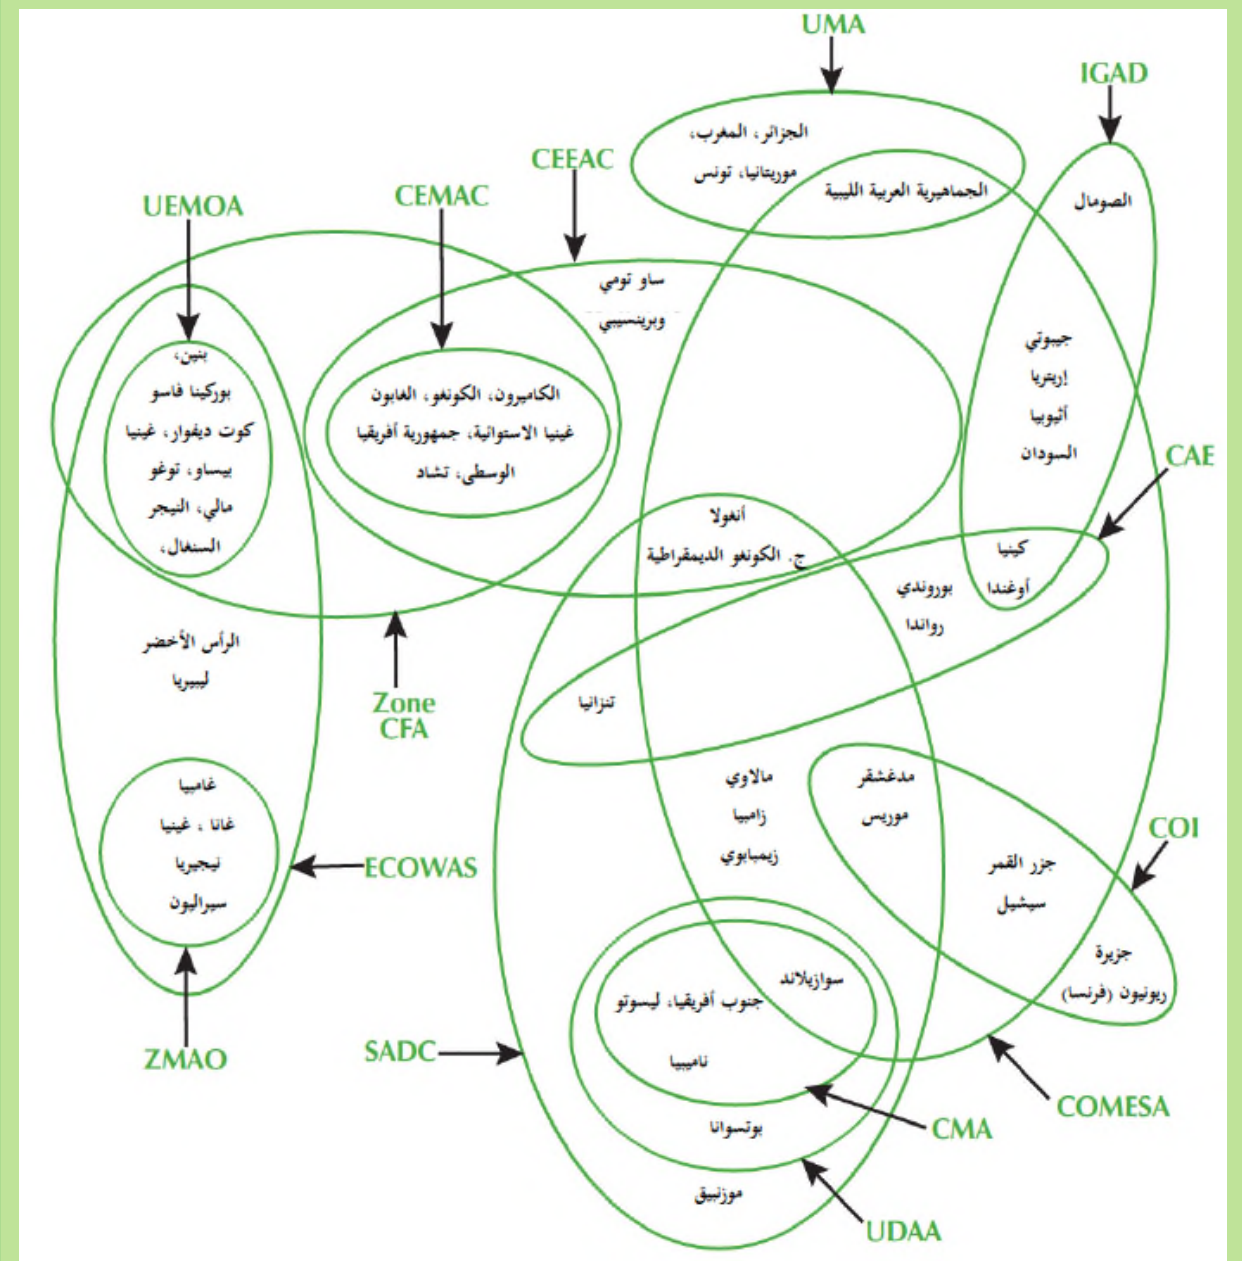 UMA
IGAD
CEEAC
CEMAC
UEMOA
الجزائر، المغرب،
موريتانيا، تونس
الجماهيرية العربية الليبية
الصومال
ساو تومي
وبرينسيبي
جيبوتي
إريتريا
أثيوبيا
السودان
بنين،
بوركينا فاسو
كوت ديفوار، غينيا
بيساو، توغو
مالي، النيجر
السنغال،
الكاميرون، الكونغو، الغابون
غينيا الاستوائية، جمهورية أفريقيا
الوسطى، تشاد
CAE
أنغولا
ج. الكونغو الديمقراطية
كينيا
أوغندا
بوروندي
رواندا
الرأس الأخضر
ليبيريا
Zone
CFA
تنزانيا
غامبيا
غانا ، غينيا
نيجيريا
سيراليون
ECOWAS
مالاوي
زامبيا
زيمبابوي
مدغشقر
موريس
COI
جزر القمر
سيشيل
جزيرة
ريونيون (فرنسا)
سوازيلاند
جنوب أفريقيا، ليسوتو
ناميبيا
ZMAO
SADC
COMESA
CMA
بوتسوانا
موزنبيق
UDAA